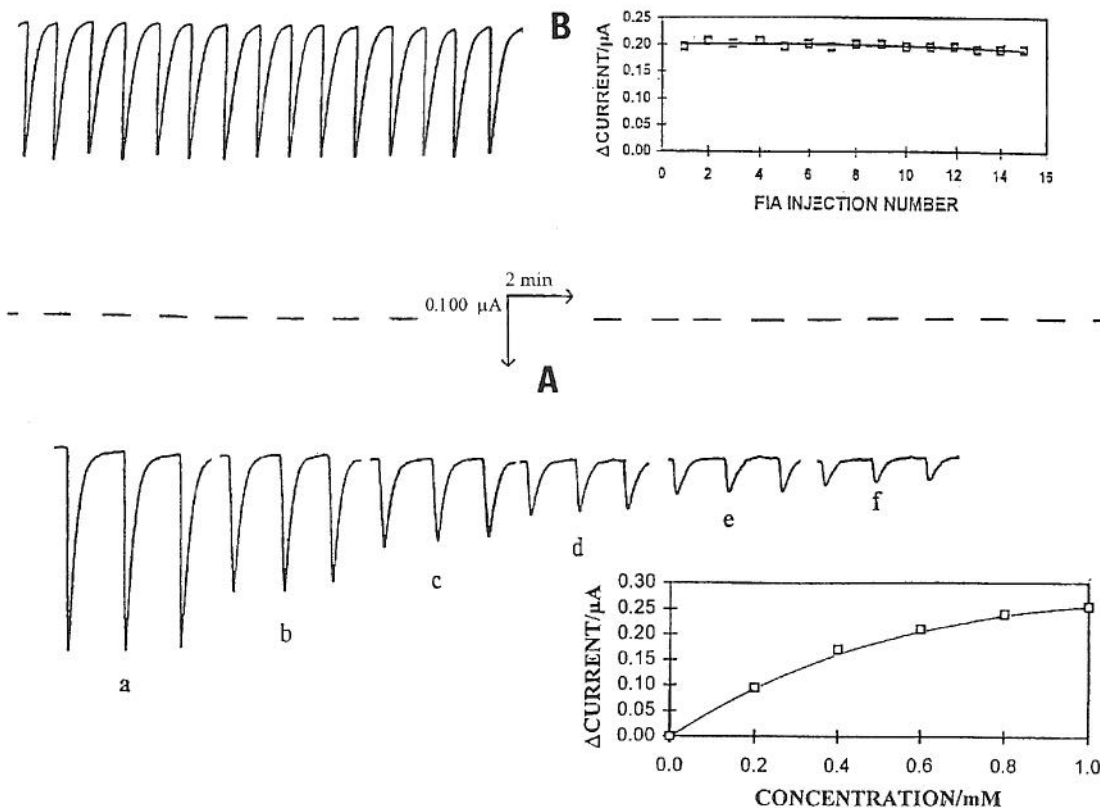 B
ΔCURRENT/μA
0.25
0.20
0.15
0.10
0.05
0.00
0 2 4 6 8 10 12 14 15
FIA INJECTION NUMBER
2 min
0.100 μA
A
a
b
c
d
e
f
ΔCURRENT/μA
0.30
0.25
0.20
0.15
0.10
0.05
0.00
0.0 0.2 0.4 0.6 0.8 1.0
CONCENTRATION/mM